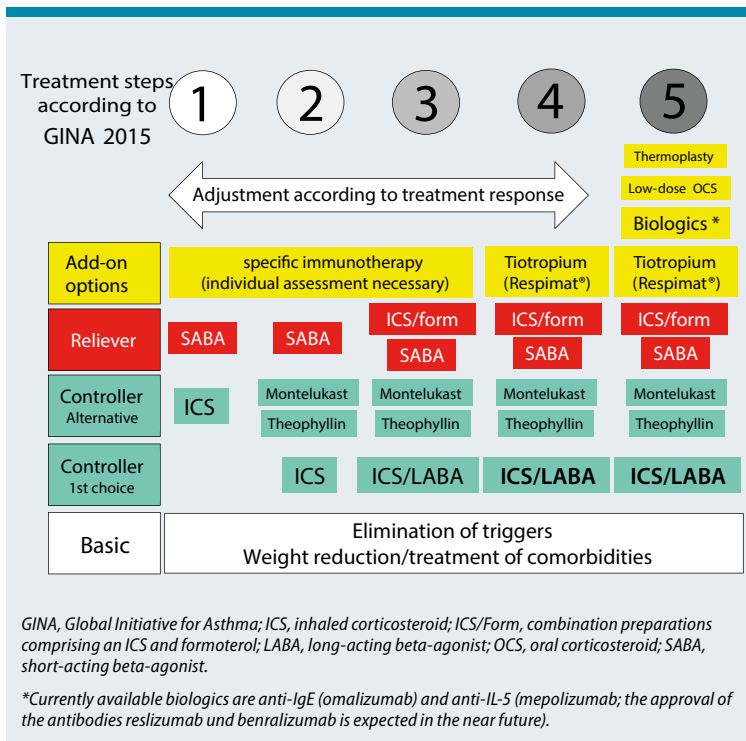 Treatment steps
according to
GINA 2015
1 2 3 4 5
Thermoplasty
Low-dose OCS
Biologics *
Adjustment according to treatment response
Add-on
options
specific immunotherapy
(individual assessment necessary)
Tiotropium
(Respimat®)
Tiotropium
(Respimat®)
Reliever
SABA
SABA
ICS/form
SABA
ICS/form
SABA
ICS/form
SABA
Controller
Alternative
ICS
Montelukast
Theophyllin
Montelukast
Theophyllin
Montelukast
Theophyllin
Montelukast
Theophyllin
Controller
1st choice
ICS
ICS/LABA
ICS/LABA
ICS/LABA
Basic
Elimination of triggers
Weight reduction/treatment of comorbidities
GINA, Global Initiative for Asthma; ICS, inhaled corticosteroid; ICS/Form, combination preparations
comprising an ICS and formoterol; LABA, long-acting beta-agonist; OCS, oral corticosteroid; SABA,
short-acting beta-agonist.
*Currently available biologics are anti-IgE (omalizumab) and anti-IL-5 (mepolizumab; the approval of
the antibodies reslizumab und benralizumab is expected in the near future).